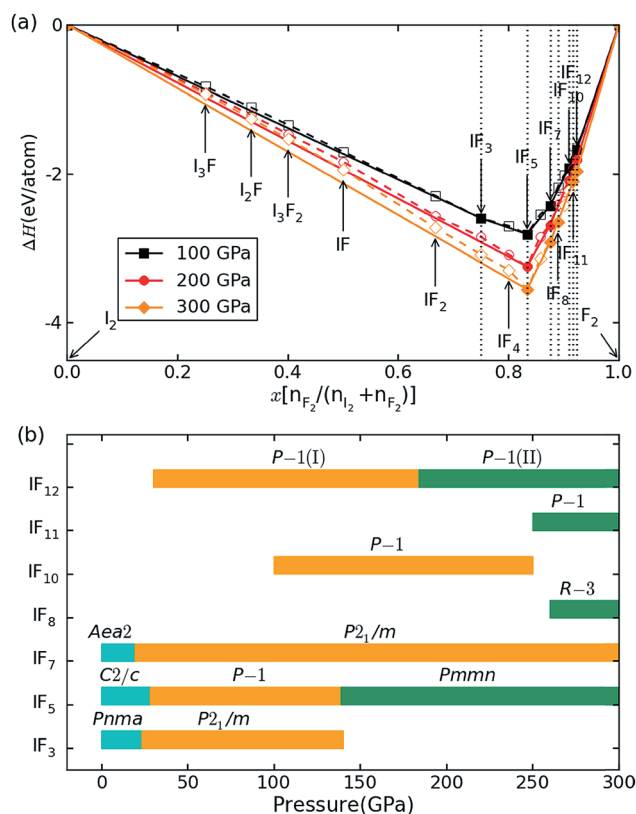 (a)
0
-2
-4
ΔH(eV/atom)
I₃F
I₂F
I₃F₂
IF
IF₂
IF₃
IF₄
IF₅
IF₇
IF₈
IF₁₀
IF₁₁
IF₁₂
I₂
F₂
100 GPa
200 GPa
300 GPa
0.0 0.2 0.4 0.6 0.8 1.0
x[n_F₂/(n_I₂+n_F₂)]
(b)
IF₁₂ P−1(I) P−1(II)
IF₁₁ P−1
IF₁₀ P−1
IF₈ R−3
IF₇ Aea2 P2₁/m
IF₅ C2/c P−1 Pmmn
IF₃ Pnma P2₁/m
0 50 100 150 200 250 300
Pressure(GPa)